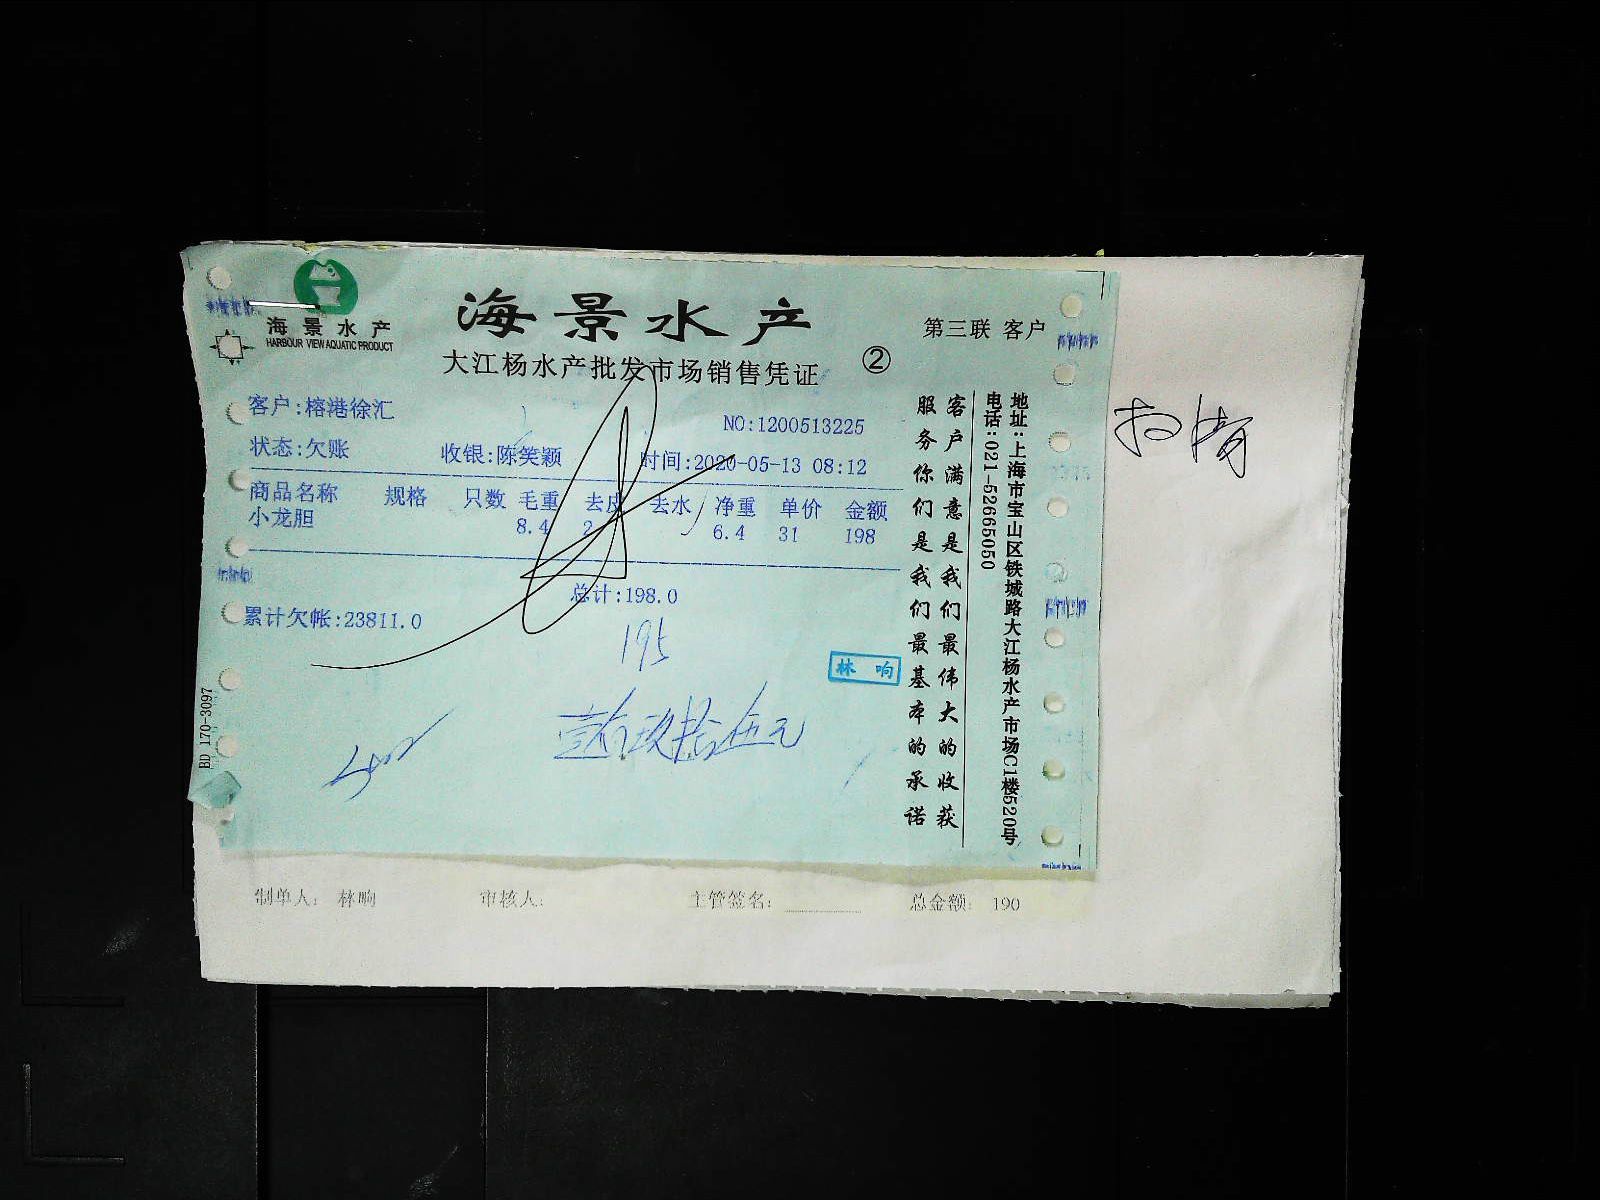 海景水产
HARBOUR VIEW AQUATIC PRODUCT
海景水产
大江杨水产批发市场销售凭证
②
第三联 客户
客户:榕港徐汇
NO:1200513225
状态:欠账 收银:陈笑颖 时间:2020-05-13 08:12
商品名称 规格 只数 毛重 去皮 去水 净重 单价 金额
小龙胆 8.4 2 6.4 31 198
总计:198.0
累计欠帐:23811.0
195
壹佰玖拾伍元
林响
客户满意是我们最伟大的收获
服务你们是我们最基本的承诺
地址:上海市宝山区铁城路大江杨水产市场C1楼520号
电话:021-52665050
BD 170-3097
制单人: 林响 审核人: 主管签名: 总金额: 190